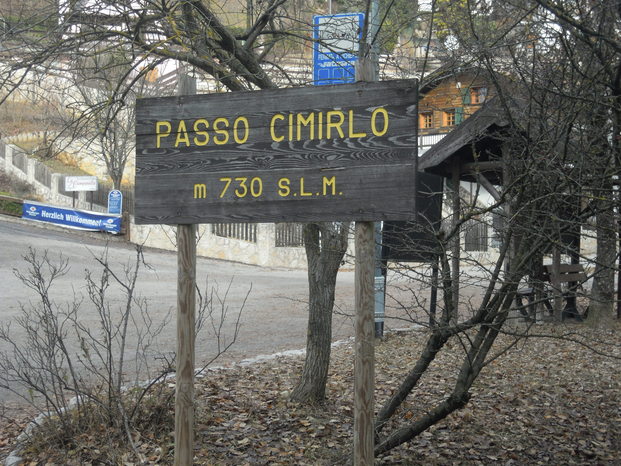 PASSO CIMIRLO
m 730 S.L.M.
Herzlich Willkommen